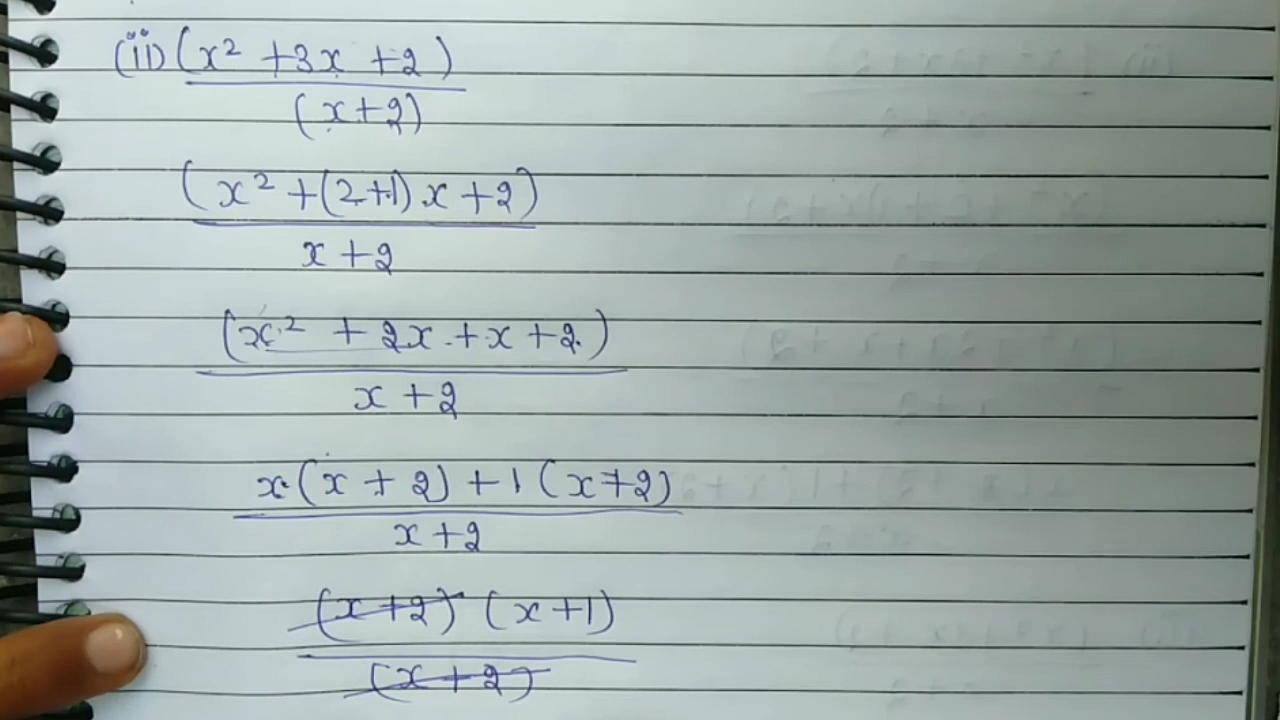 (ii) (x² + 3x + 2)
(x + 2)
(x² + (2+1) x + 2)
x + 2
(x² + 2x + x + 2)
x + 2
x (x + 2) + 1 (x + 2)
x + 2
(x + 2) (x + 1)
(x + 2)